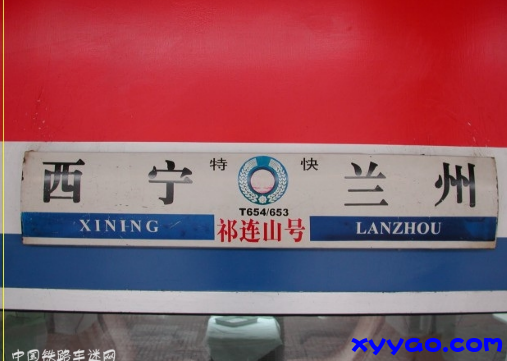 西宁 特 快 兰州
T654/653
XINING 祁连山号 LANZHOU
中国铁路车迷网
xyyao.com